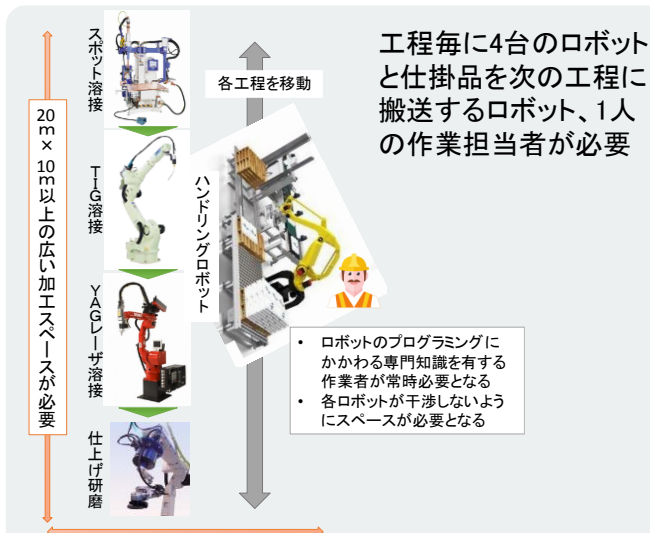 工程毎に4台のロボット
と仕掛品を次の工程に
搬送するロボット、1人
の作業担当者が必要
各工程を移動
スポット溶接
TIG溶接
YAGレーザ溶接
仕上げ研磨
ハンドリングロボット
20m×10m以上の広い加工スペースが必要
• ロボットのプログラミングに
かかわる専門知識を有する
作業者が常時必要となる
• 各ロボットが干渉しないよう
にスペースが必要となる